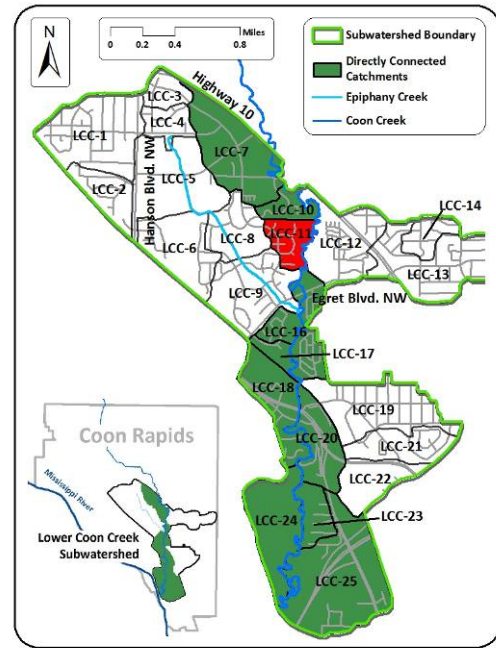 N
Miles
0 0.2 0.4 0.8
Subwatershed Boundary
Directly Connected
Catchments
Epiphany Creek
Coon Creek
Highway 10
LCC-3
LCC-4
LCC-1
LCC-7
Hanson Blvd. NW
LCC-5
LCC-2
LCC-10
LCC-14
LCC-11
LCC-12
LCC-8
LCC-6
LCC-13
LCC-9
Egret Blvd. NW
LCC-16
LCC-17
LCC-18
LCC-19
LCC-20
LCC-21
LCC-22
LCC-24
LCC-23
LCC-25
Coon Rapids
Mississippi River
Lower Coon Creek
Subwatershed